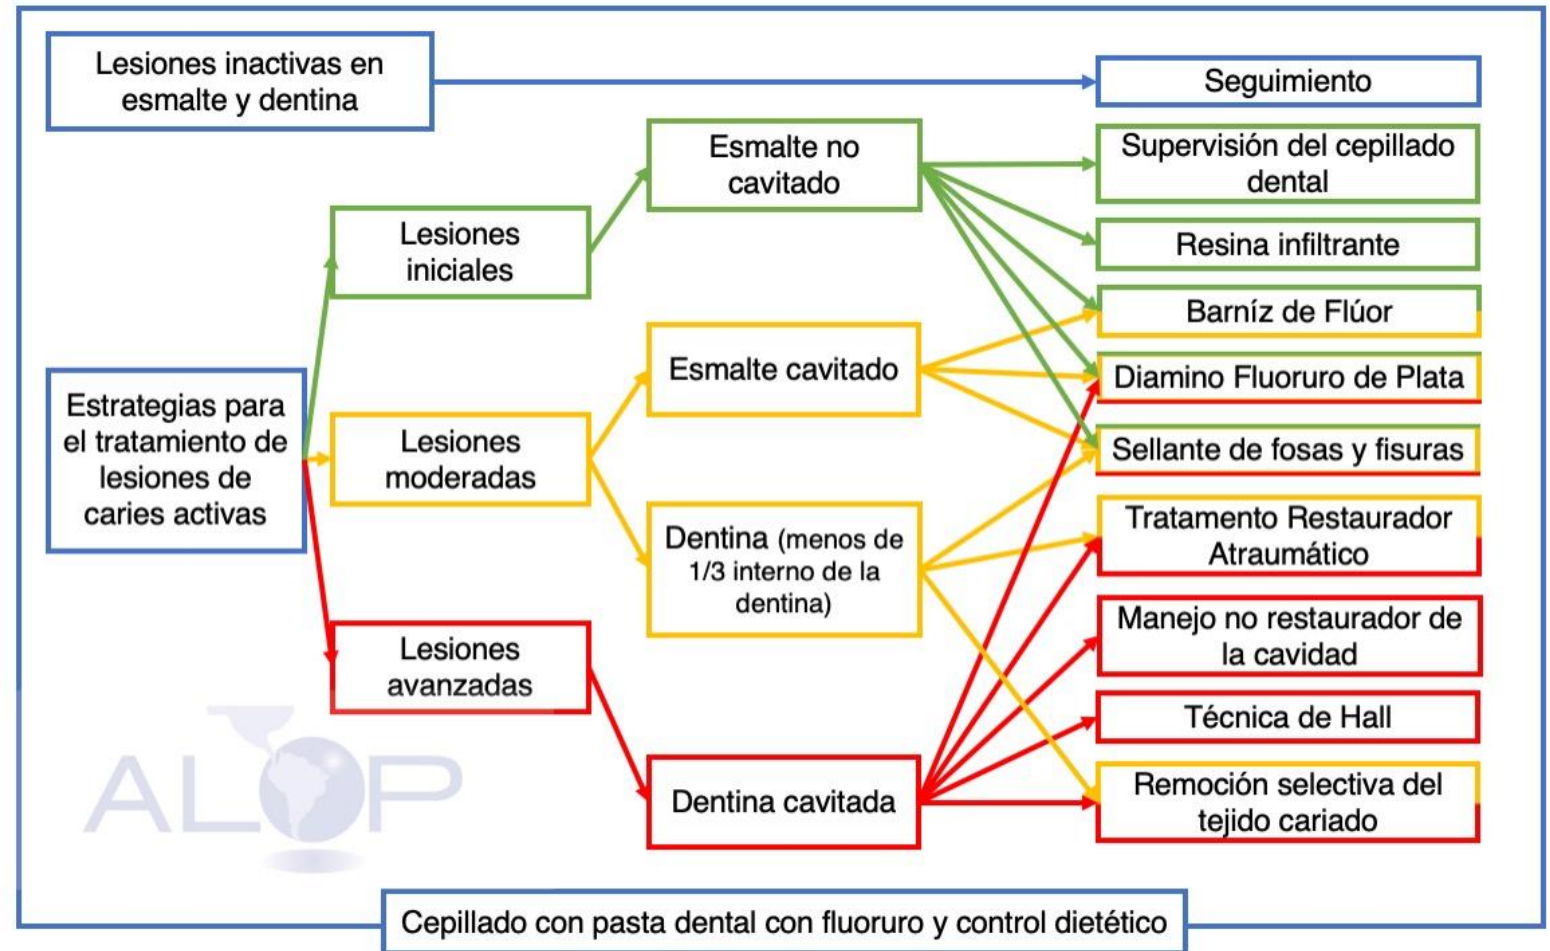 Lesiones inactivas en
esmalte y dentina
Seguimiento
Esmalte no
cavitado
Supervisión del cepillado
dental
Lesiones
iniciales
Resina infiltrante
Barníz de Flúor
Esmalte cavitado
Diamino Fluoruro de Plata
Estrategias para
el tratamiento de
lesiones de
caries activas
Lesiones
moderadas
Sellante de fosas y fisuras
Dentina (menos de
1/3 interno de la
dentina)
Tratamento Restaurador
Atraumático
Lesiones
avanzadas
Manejo no restaurador de
la cavidad
Técnica de Hall
Dentina cavitada
Remoción selectiva del
tejido cariado
ALOP
Cepillado con pasta dental con fluoruro y control dietético